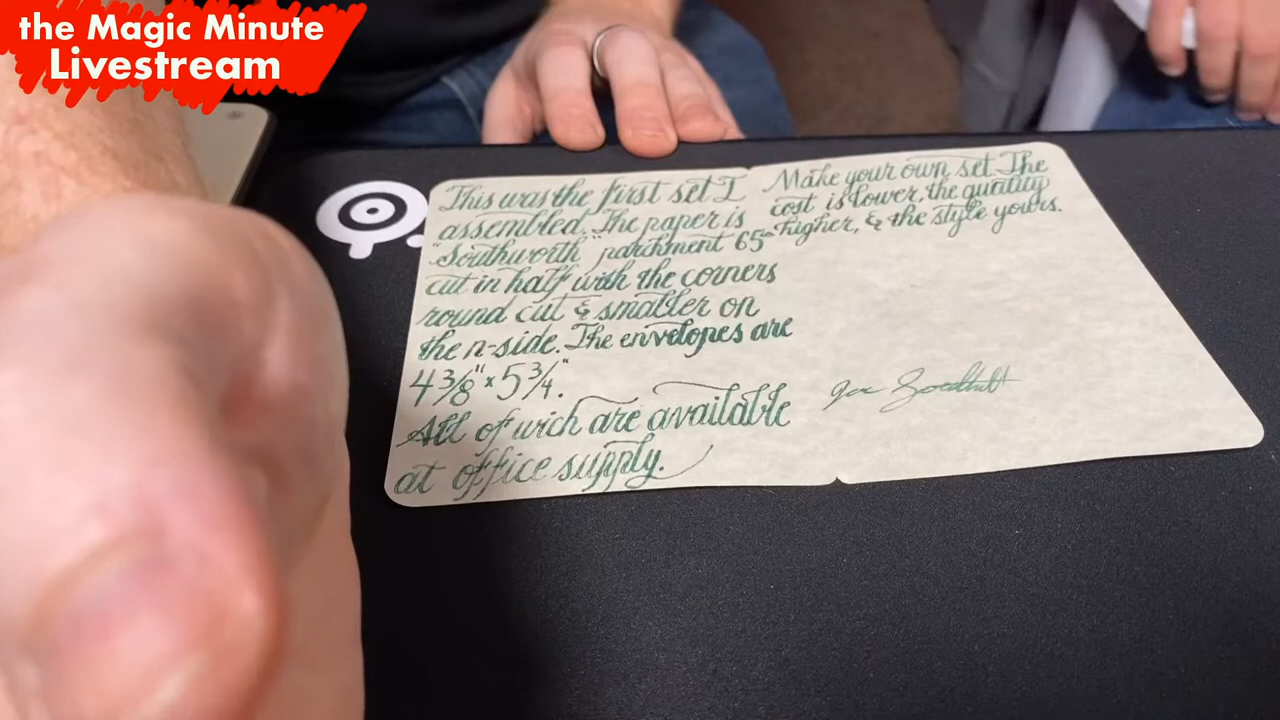 the Magic Minute
Livestream
This was the first set I
assembled. The paper is
"Southworth" parchment 65#
cut in half with the corners
round cut & smaller on
the n-side. The envelopes are
4 3/8" x 5 3/4".
All of wich are available
at office supply.
Make your own set. The
cost is lower, the quality
higher, & the style yours.